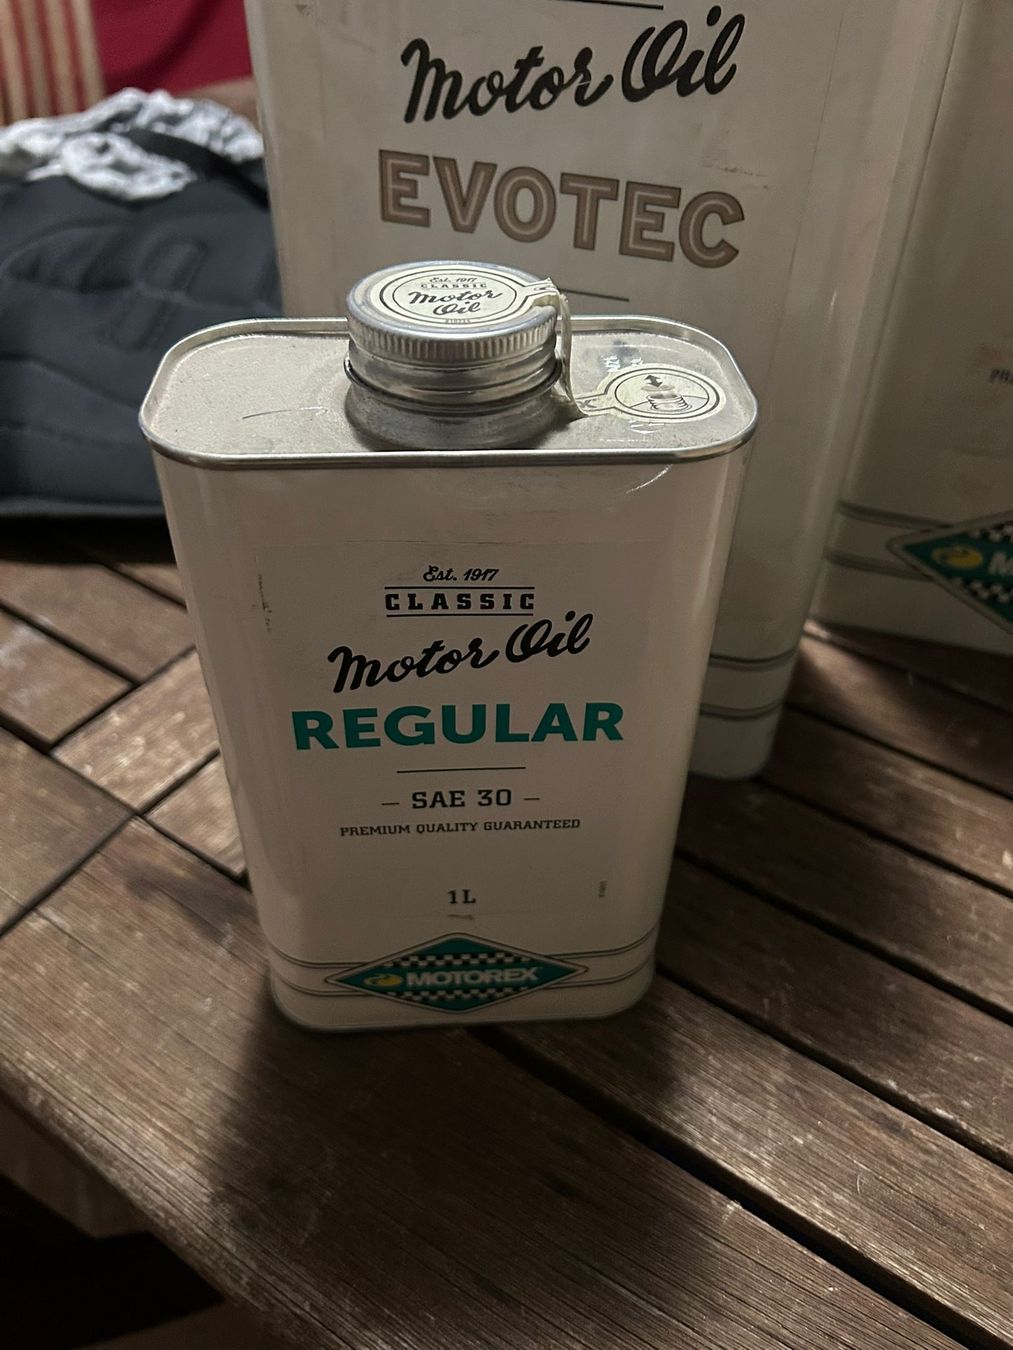 Motor Oil
EVOTEC
Est. 1917
CLASSIC
Motor
Oil
Est. 1917
CLASSIC
Motor Oil
REGULAR
– SAE 30 –
PREMIUM QUALITY GUARANTEED
1L
MOTOREX